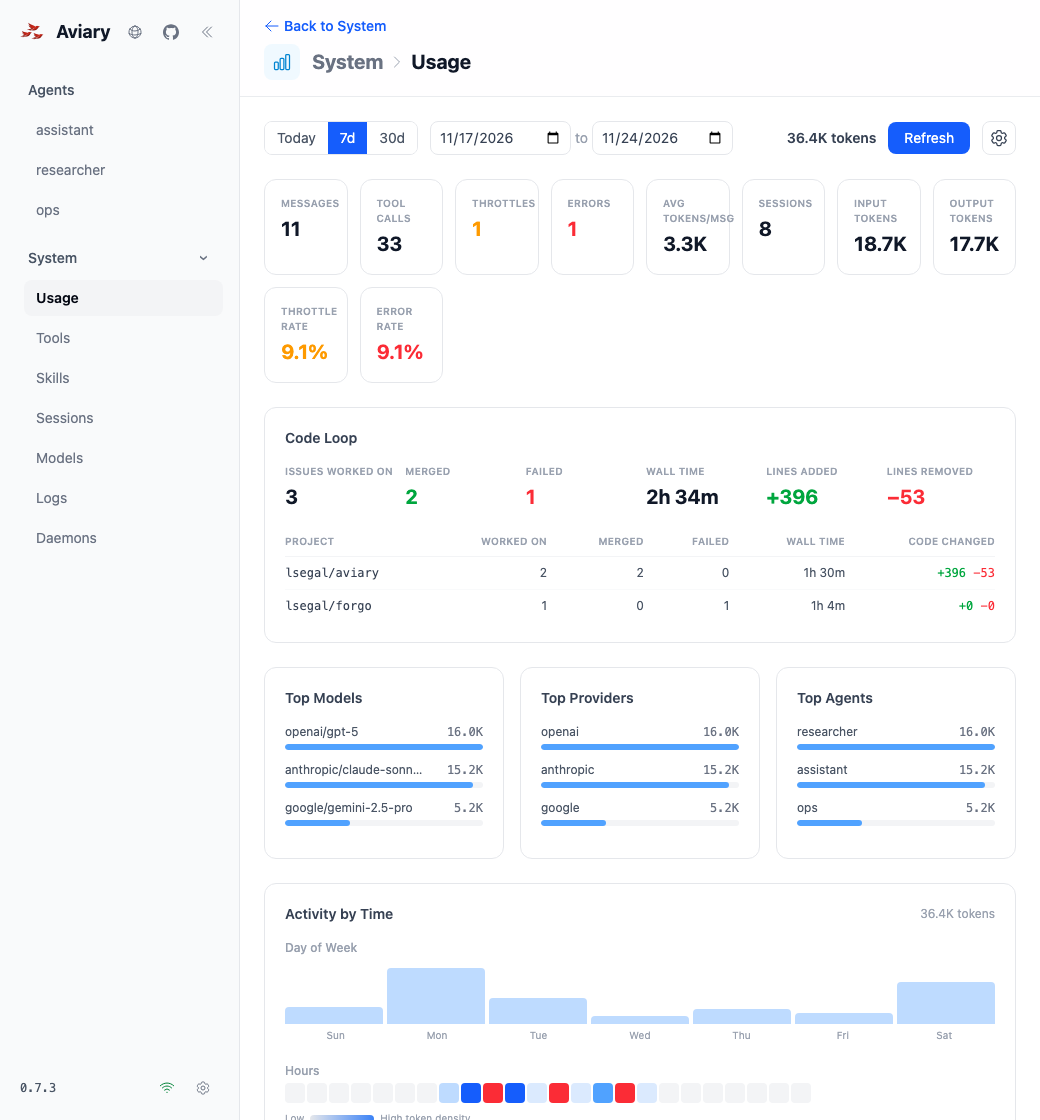 Aviary
Agents
assistant
researcher
ops
System
Usage
Tools
Skills
Sessions
Models
Logs
Daemons
0.7.3
Back to System
System > Usage
Today 7d 30d 11/17/2026 to 11/24/2026 36.4K tokens Refresh
MESSAGES
11
TOOL
CALLS
33
THROTTLES
1
ERRORS
1
AVG
TOKENS/MSG
3.3K
SESSIONS
8
INPUT
TOKENS
18.7K
OUTPUT
TOKENS
17.7K
THROTTLE
RATE
9.1%
ERROR
RATE
9.1%
Code Loop
ISSUES WORKED ON MERGED FAILED WALL TIME LINES ADDED LINES REMOVED
3 2 1 2h 34m +396 −53
PROJECT WORKED ON MERGED FAILED WALL TIME CODE CHANGED
lsegal/aviary 2 2 0 1h 30m +396 −53
lsegal/forgo 1 0 1 1h 4m +0 −0
Top Models
openai/gpt-5 16.0K
anthropic/claude-sonn... 15.2K
google/gemini-2.5-pro 5.2K
Top Providers
openai 16.0K
anthropic 15.2K
google 5.2K
Top Agents
researcher 16.0K
assistant 15.2K
ops 5.2K
Activity by Time 36.4K tokens
Day of Week
Sun Mon Tue Wed Thu Fri Sat
Hours
Low High token density